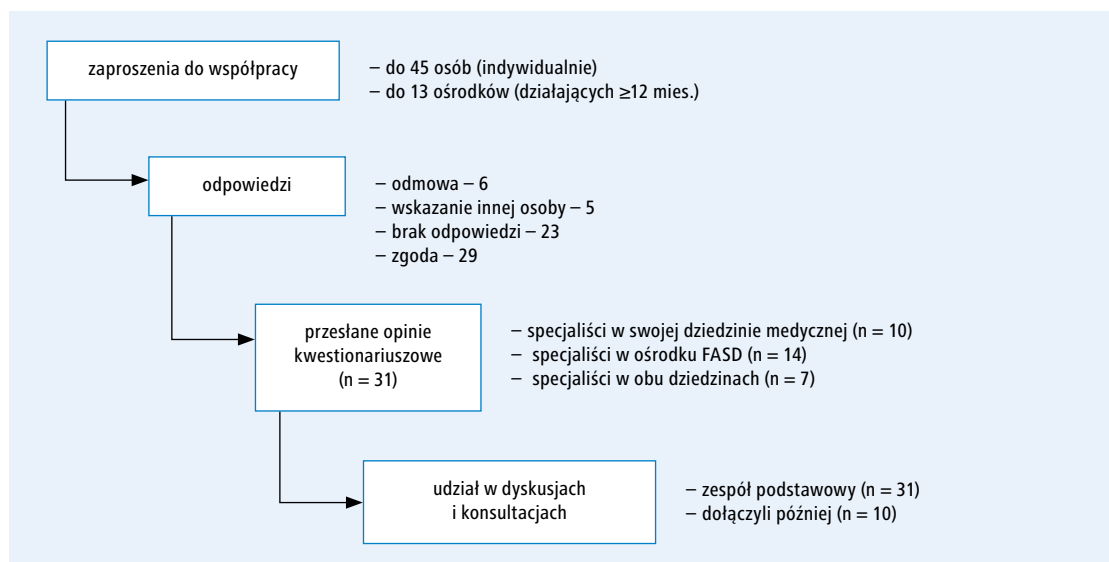 zaproszenia do współpracy
– do 45 osób (indywidualnie)
– do 13 ośrodków (działających ≥12 mies.)
odpowiedzi
– odmowa – 6
– wskazanie innej osoby – 5
– brak odpowiedzi – 23
– zgoda – 29
przesłane opinie
kwestionariuszowe
(n = 31)
– specjaliści w swojej dziedzinie medycznej (n = 10)
– specjaliści w ośrodku FASD (n = 14)
– specjaliści w obu dziedzinach (n = 7)
udział w dyskusjach
i konsultacjach
– zespół podstawowy (n = 31)
– dołączyli później (n = 10)